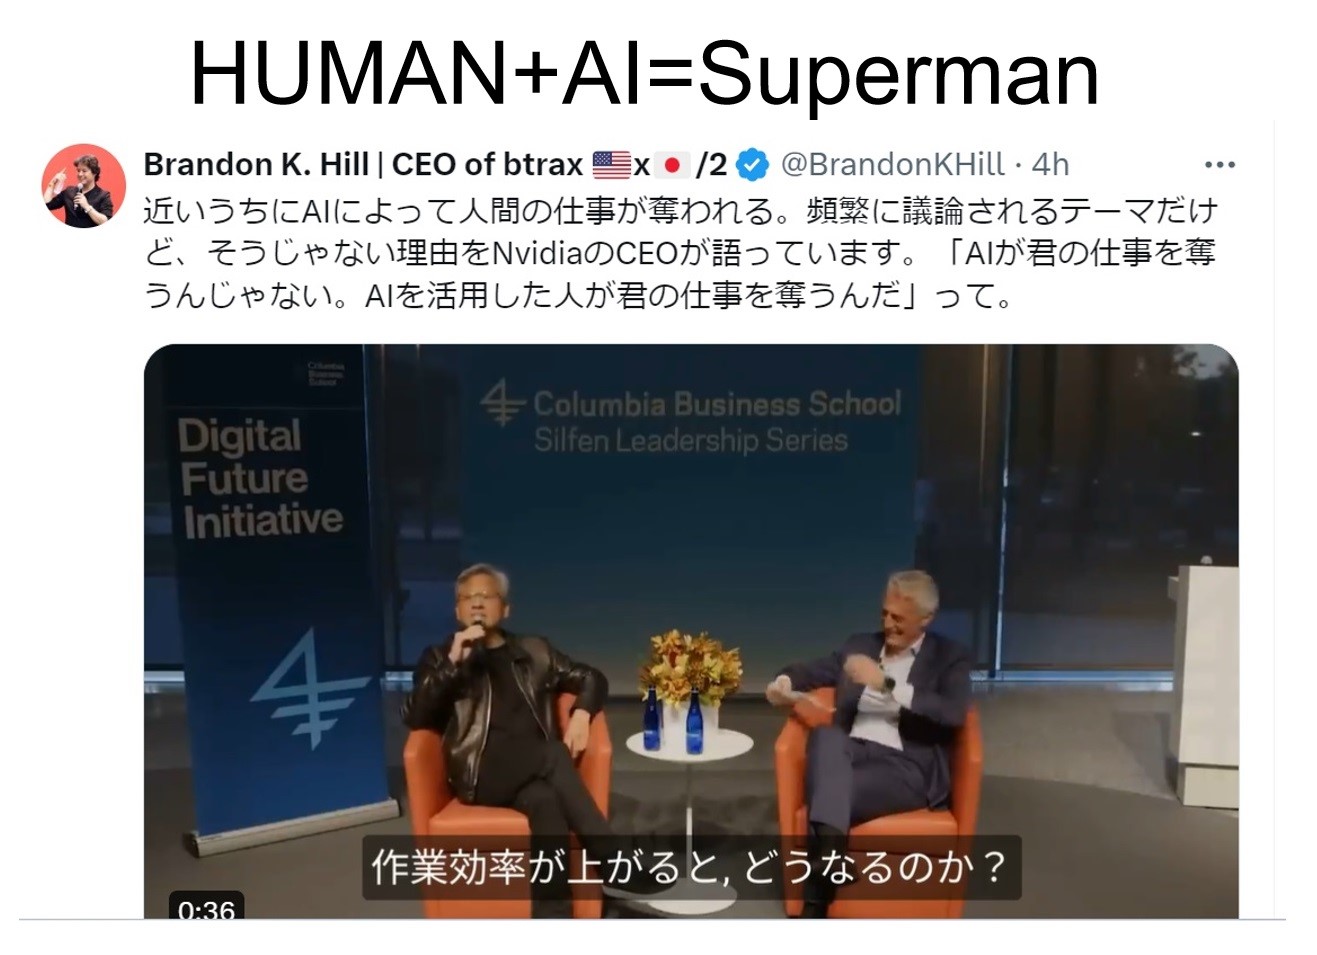 HUMAN+AI=Superman
Brandon K. Hill | CEO of btrax 🇺🇸x🇯🇵/2 @BrandonKHill · 4h
近いうちにAIによって人間の仕事が奪われる。頻繁に議論されるテーマだけ
ど、そうじゃない理由をNvidiaのCEOが語っています。「AIが君の仕事を奪
うんじゃない。AIを活用した人が君の仕事を奪うんだ」って。
Columbia
Business
School
Digital
Future
Initiative
Columbia Business School
Silfen Leadership Series
作業効率が上がると, どうなるのか？
0:36